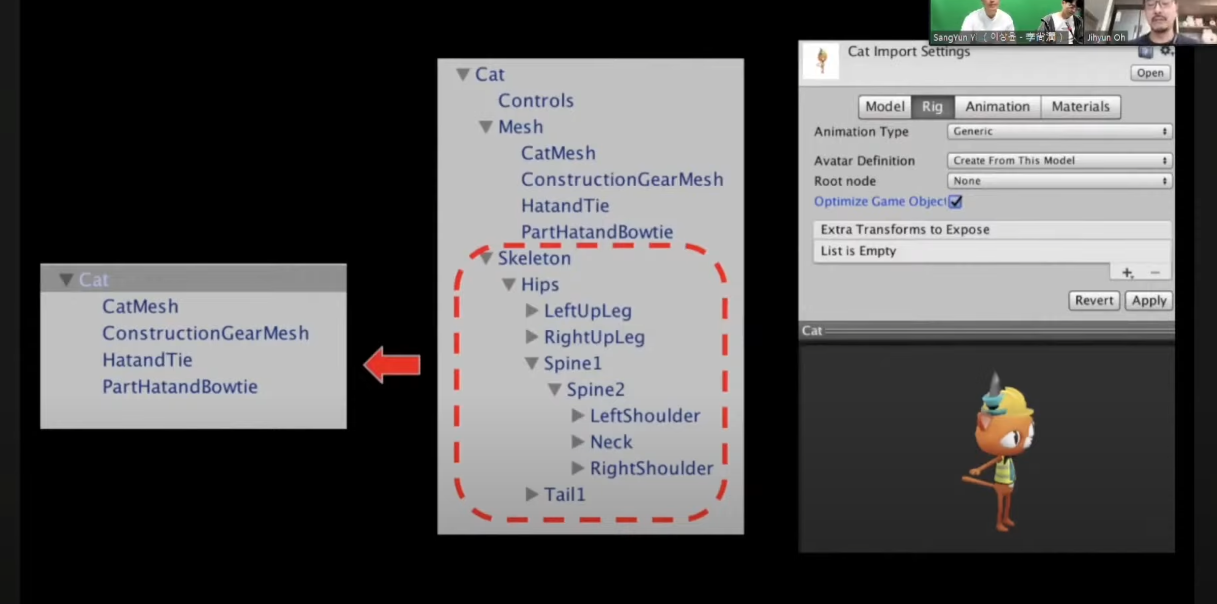 SangYun Yi ( 이상윤 - 李尚潤 )
Jihyun Oh
Cat
CatMesh
ConstructionGearMesh
HatandTie
PartHatandBowtie
Cat
Controls
Mesh
CatMesh
ConstructionGearMesh
HatandTie
PartHatandBowtie
Skeleton
Hips
LeftUpLeg
RightUpLeg
Spine1
Spine2
LeftShoulder
Neck
RightShoulder
Tail1
Cat Import Settings
Open
Model Rig Animation Materials
Animation Type Generic
Avatar Definition Create From This Model
Root node None
Optimize Game Object
Extra Transforms to Expose
List is Empty
+ -
Revert Apply
Cat